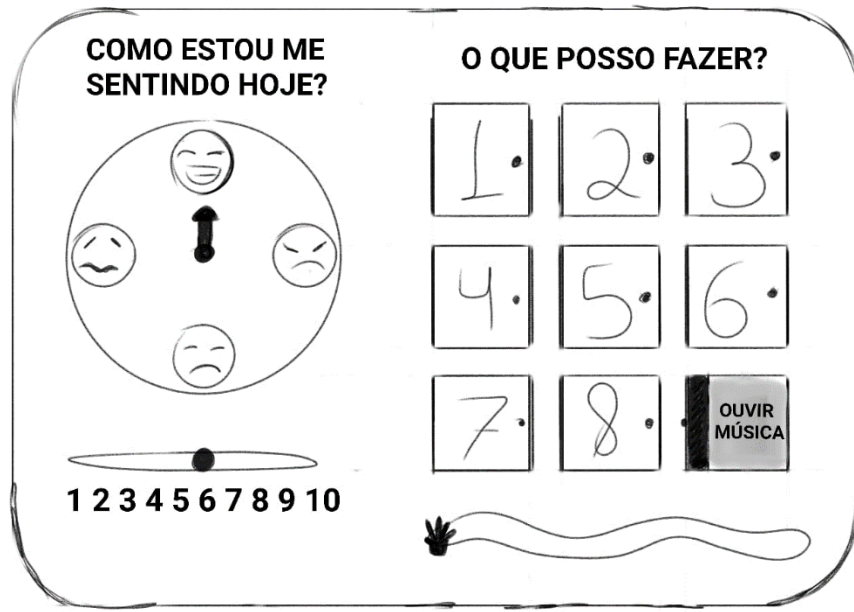 COMO ESTOU ME
SENTINDO HOJE?
1 2 3 4 5 6 7 8 9 10
O QUE POSSO FAZER?
1 2 3
4 5 6
7 8 OUVIR
MÚSICA